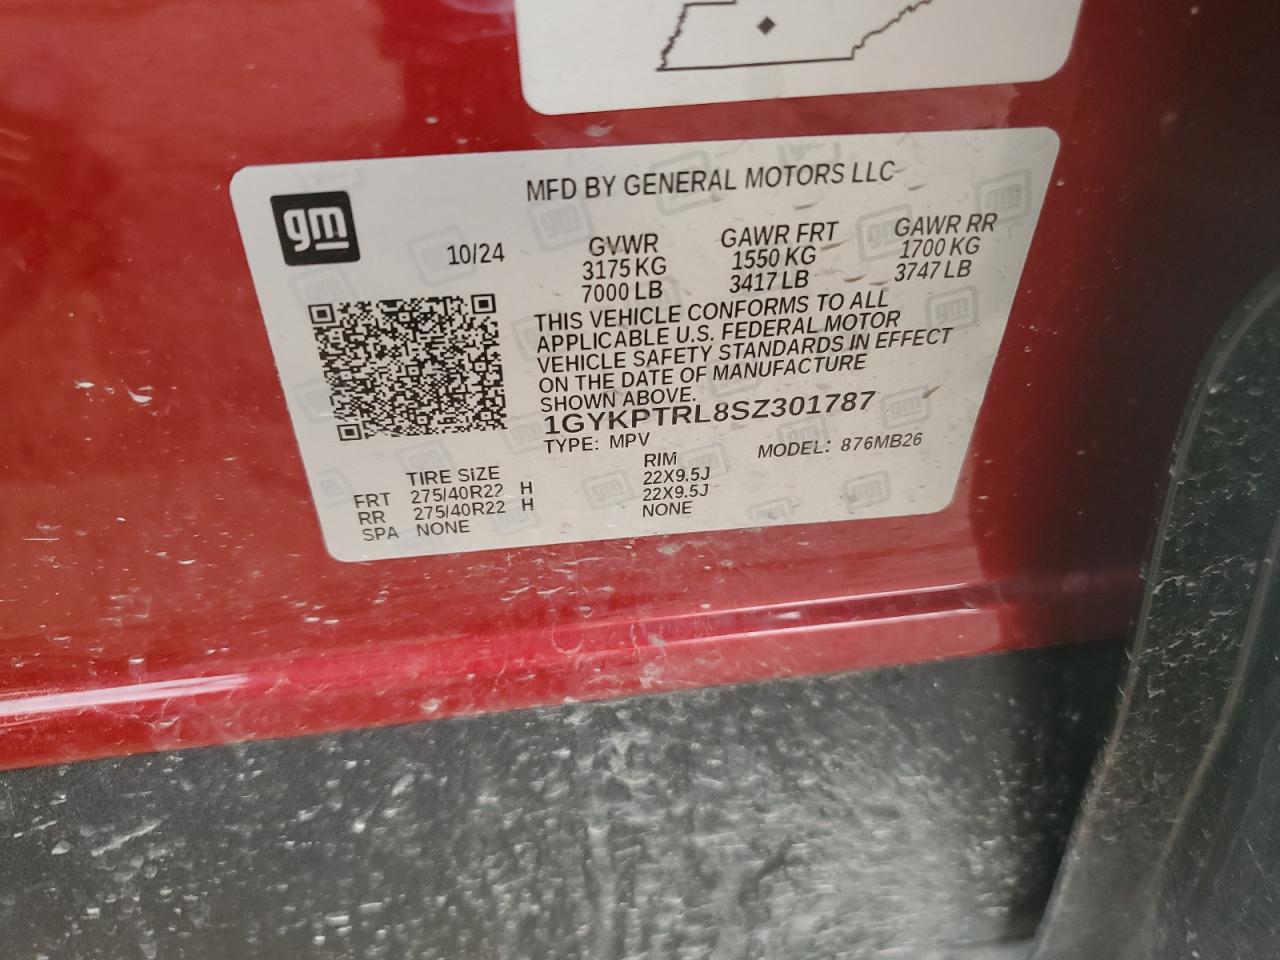 gm
MFD BY GENERAL MOTORS LLC
10/24
GVWR GAWR FRT GAWR RR
3175 KG 1550 KG 1700 KG
7000 LB 3417 LB 3747 LB
THIS VEHICLE CONFORMS TO ALL
APPLICABLE U.S. FEDERAL MOTOR
VEHICLE SAFETY STANDARDS IN EFFECT
ON THE DATE OF MANUFACTURE
SHOWN ABOVE.
1GYKPTRL8SZ301787
TYPE: MPV MODEL: 876MB26
TIRE SIZE RIM
FRT 275/40R22 H 22X9.5J
RR 275/40R22 H 22X9.5J
SPA NONE NONE